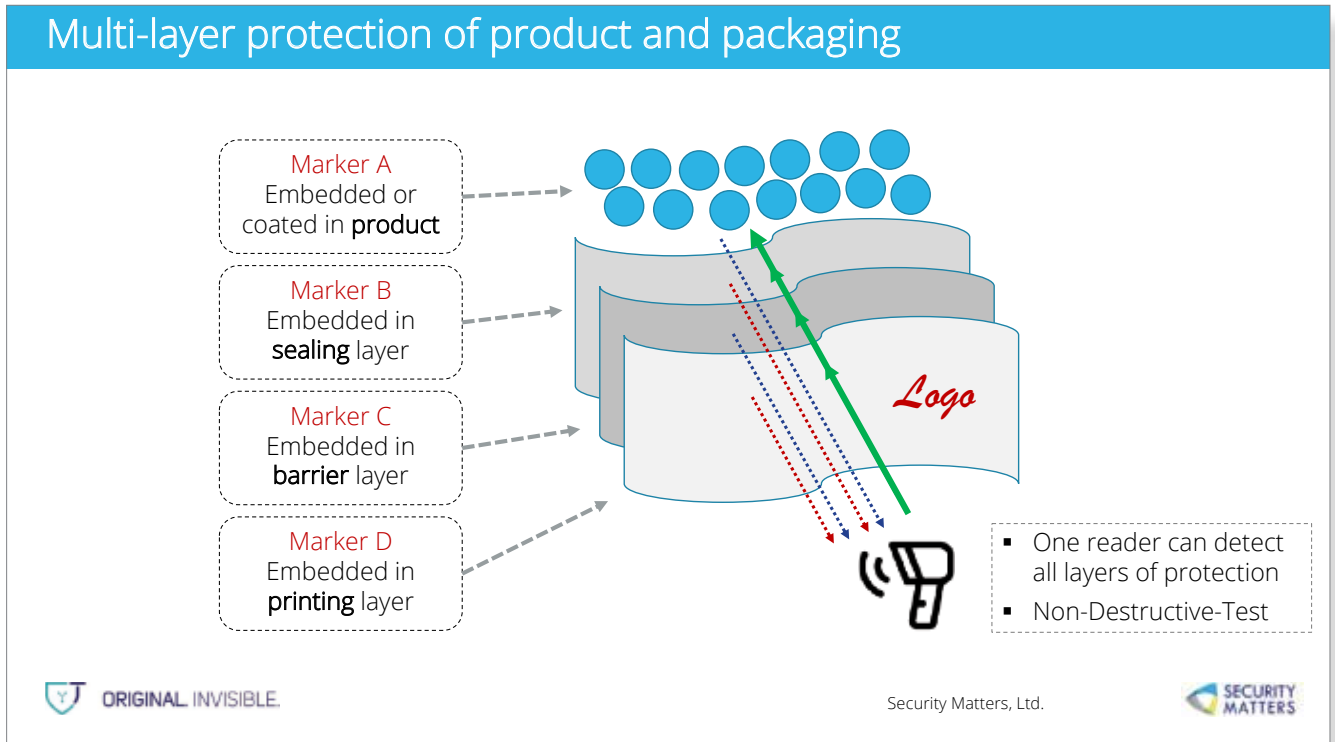 Multi-layer protection of product and packaging
Marker A
Embedded or
coated in product
Marker B
Embedded in
sealing layer
Marker C
Embedded in
barrier layer
Marker D
Embedded in
printing layer
Logo
▪ One reader can detect
all layers of protection
▪ Non-Destructive-Test
ORIGINAL. INVISIBLE.
Security Matters, Ltd.
SECURITY
MATTERS